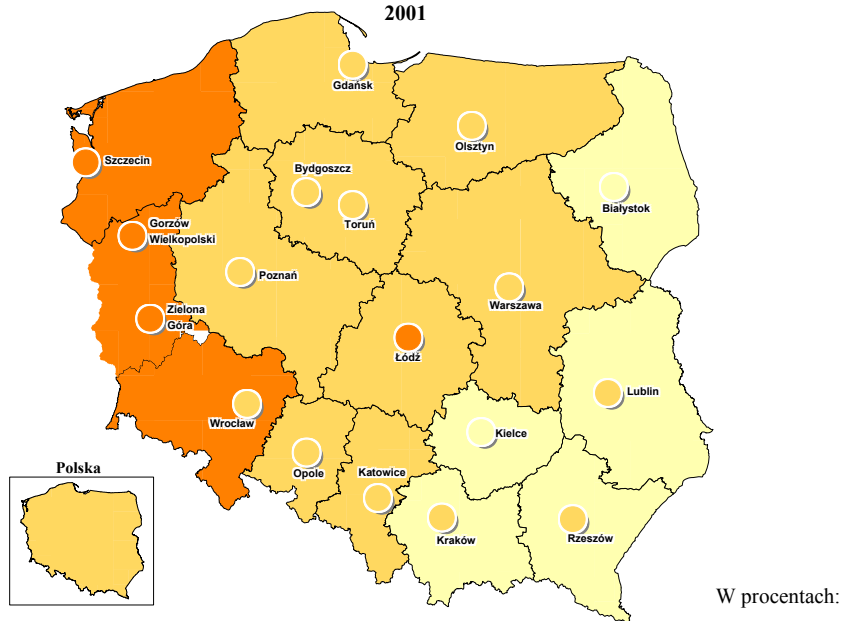 2001
Gdańsk
Olsztyn
Szczecin
Bydgoszcz
Białystok
Toruń
Gorzów
Wielkopolski
Poznań
Warszawa
Zielona
Góra
Łódź
Lublin
Wrocław
Kielce
Opole
Katowice
Polska
Kraków
Rzeszów
W procentach: